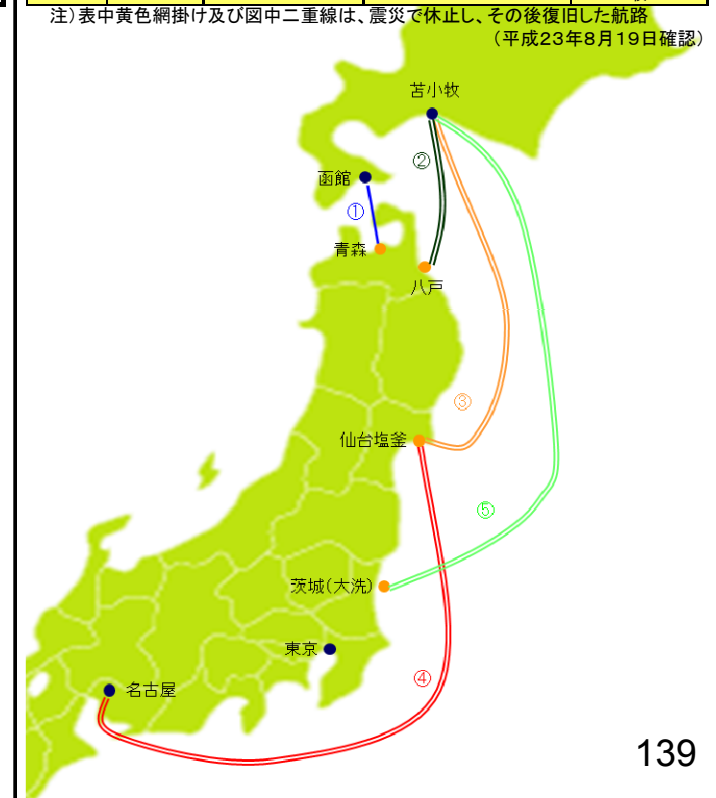 注）表中黄色網掛け及び図中二重線は、震災で休止し、その後復旧した航路
（平成23年8月19日確認）
苫小牧
②
函館
①
青森
八戸
③
仙台塩釜
⑤
茨城(大洗)
東京
④
名古屋
139